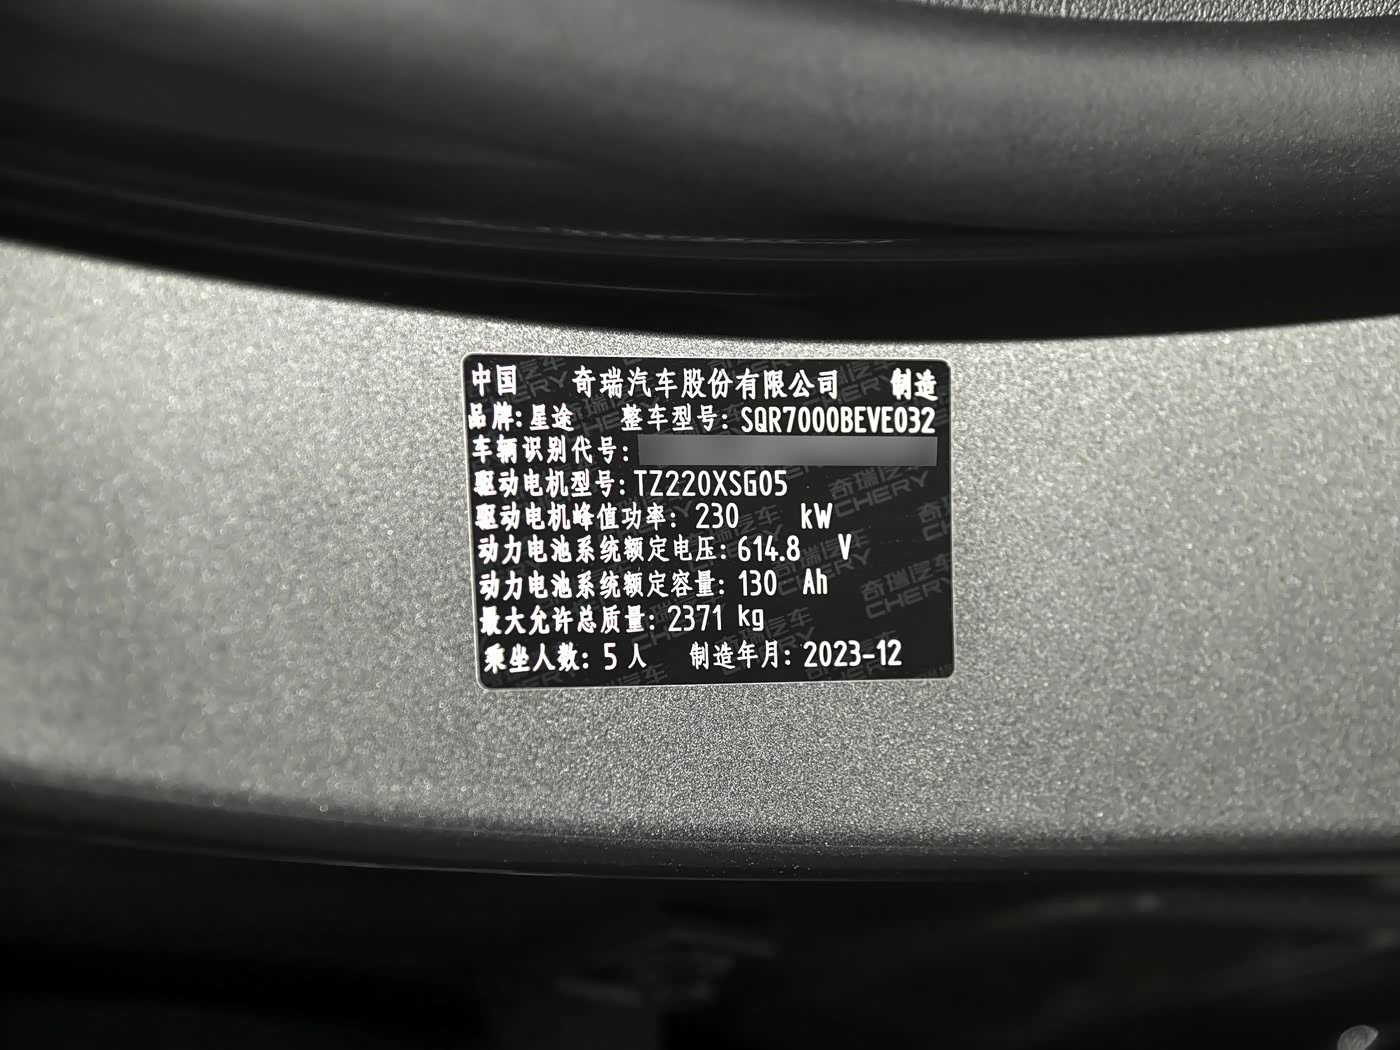 中国 奇瑞汽车股份有限公司 制造
品牌:星途 整车型号:SQR7000BEVE032
车辆识别代号:
驱动电机型号:TZ220XSG05
驱动电机峰值功率: 230 kW
动力电池系统额定电压:614.8 V
动力电池系统额定容量:130 Ah
最大允许总质量:2371 kg
乘坐人数:5人 制造年月:2023-12